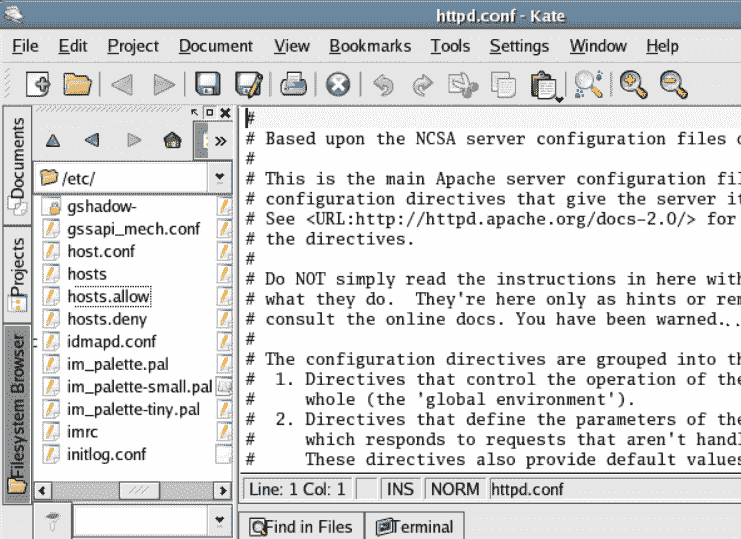 httpd.conf - Kate
File Edit Project Document View Bookmarks Tools Settings Window Help
Documents
Projects
Filesystem Browser
»
/etc/
gshadow-
gssapi_mech.conf
host.conf
hosts
hosts.allow
hosts.deny
idmapd.conf
im_palette.pal
im_palette-small.pal
im_palette-tiny.pal
imrc
initlog.conf
#
# Based upon the NCSA server configuration files
#
# This is the main Apache server configuration fil
# configuration directives that give the server it
# See <URL:http://httpd.apache.org/docs-2.0/> for
# the directives.
#
# Do NOT simply read the instructions in here with
# what they do.  They're here only as hints or rem
# consult the online docs. You have been warned...
#
# The configuration directives are grouped into th
#  1. Directives that control the operation of the
#     whole (the 'global environment').
#  2. Directives that define the parameters of the
#     which responds to requests that aren't handl
#     These directives also provide default values
Line: 1 Col: 1 INS NORM httpd.conf
Find in Files Terminal